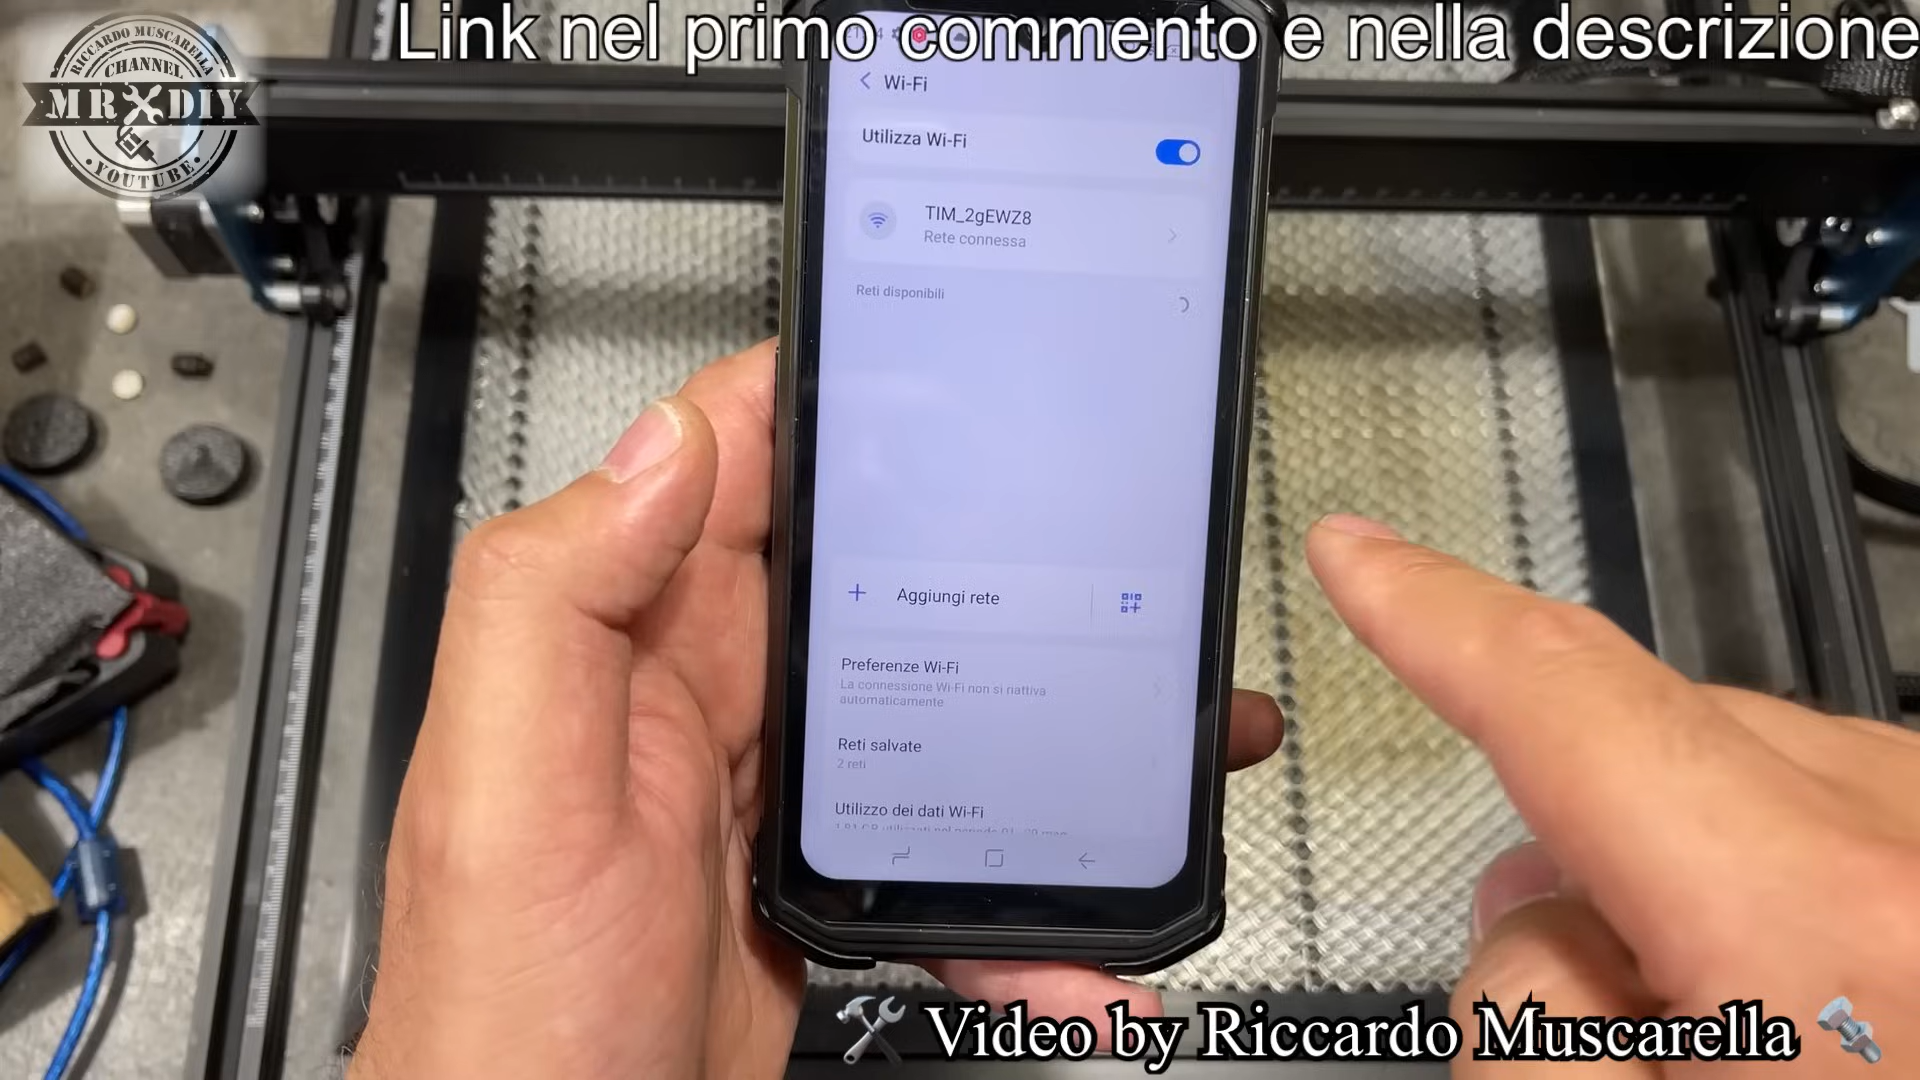 Link nel primo commento e nella descrizione
RICCARDO MUSCARELLA
CHANNEL
MR DIY
YOUTUBE
Wi-Fi
Utilizza Wi-Fi
TIM_2gEWZ8
Rete connessa
Reti disponibili
Aggiungi rete
Preferenze Wi-Fi
La connessione Wi-Fi non si riattiva
automaticamente
Reti salvate
2 reti
Utilizzo dei dati Wi-Fi
Video by Riccardo Muscarella